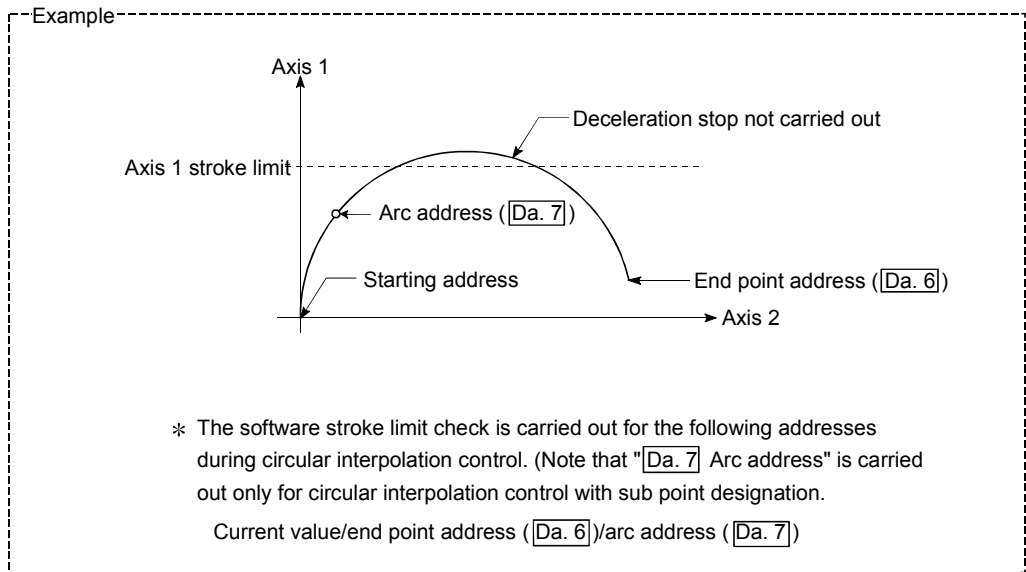 Example
Axis 1
Deceleration stop not carried out
Axis 1 stroke limit
Arc address ( Da. 7 )
Starting address
End point address ( Da. 6 )
Axis 2
* The software stroke limit check is carried out for the following addresses
during circular interpolation control. (Note that " Da. 7 Arc address" is carried
out only for circular interpolation control with sub point designation.
Current value/end point address ( Da. 6 )/arc address ( Da. 7 )